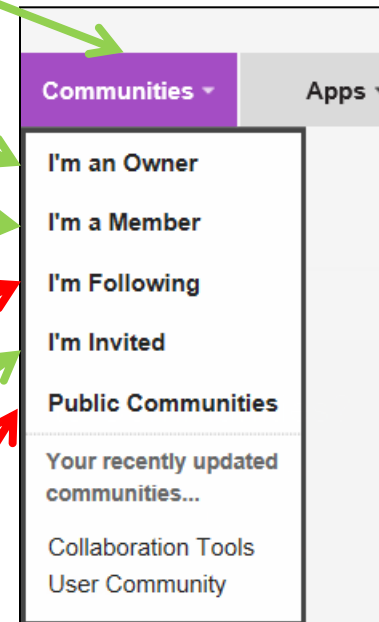 Communities Apps
I'm an Owner
I'm a Member
I'm Following
I'm Invited
Public Communities
Your recently updated
communities...
Collaboration Tools
User Community